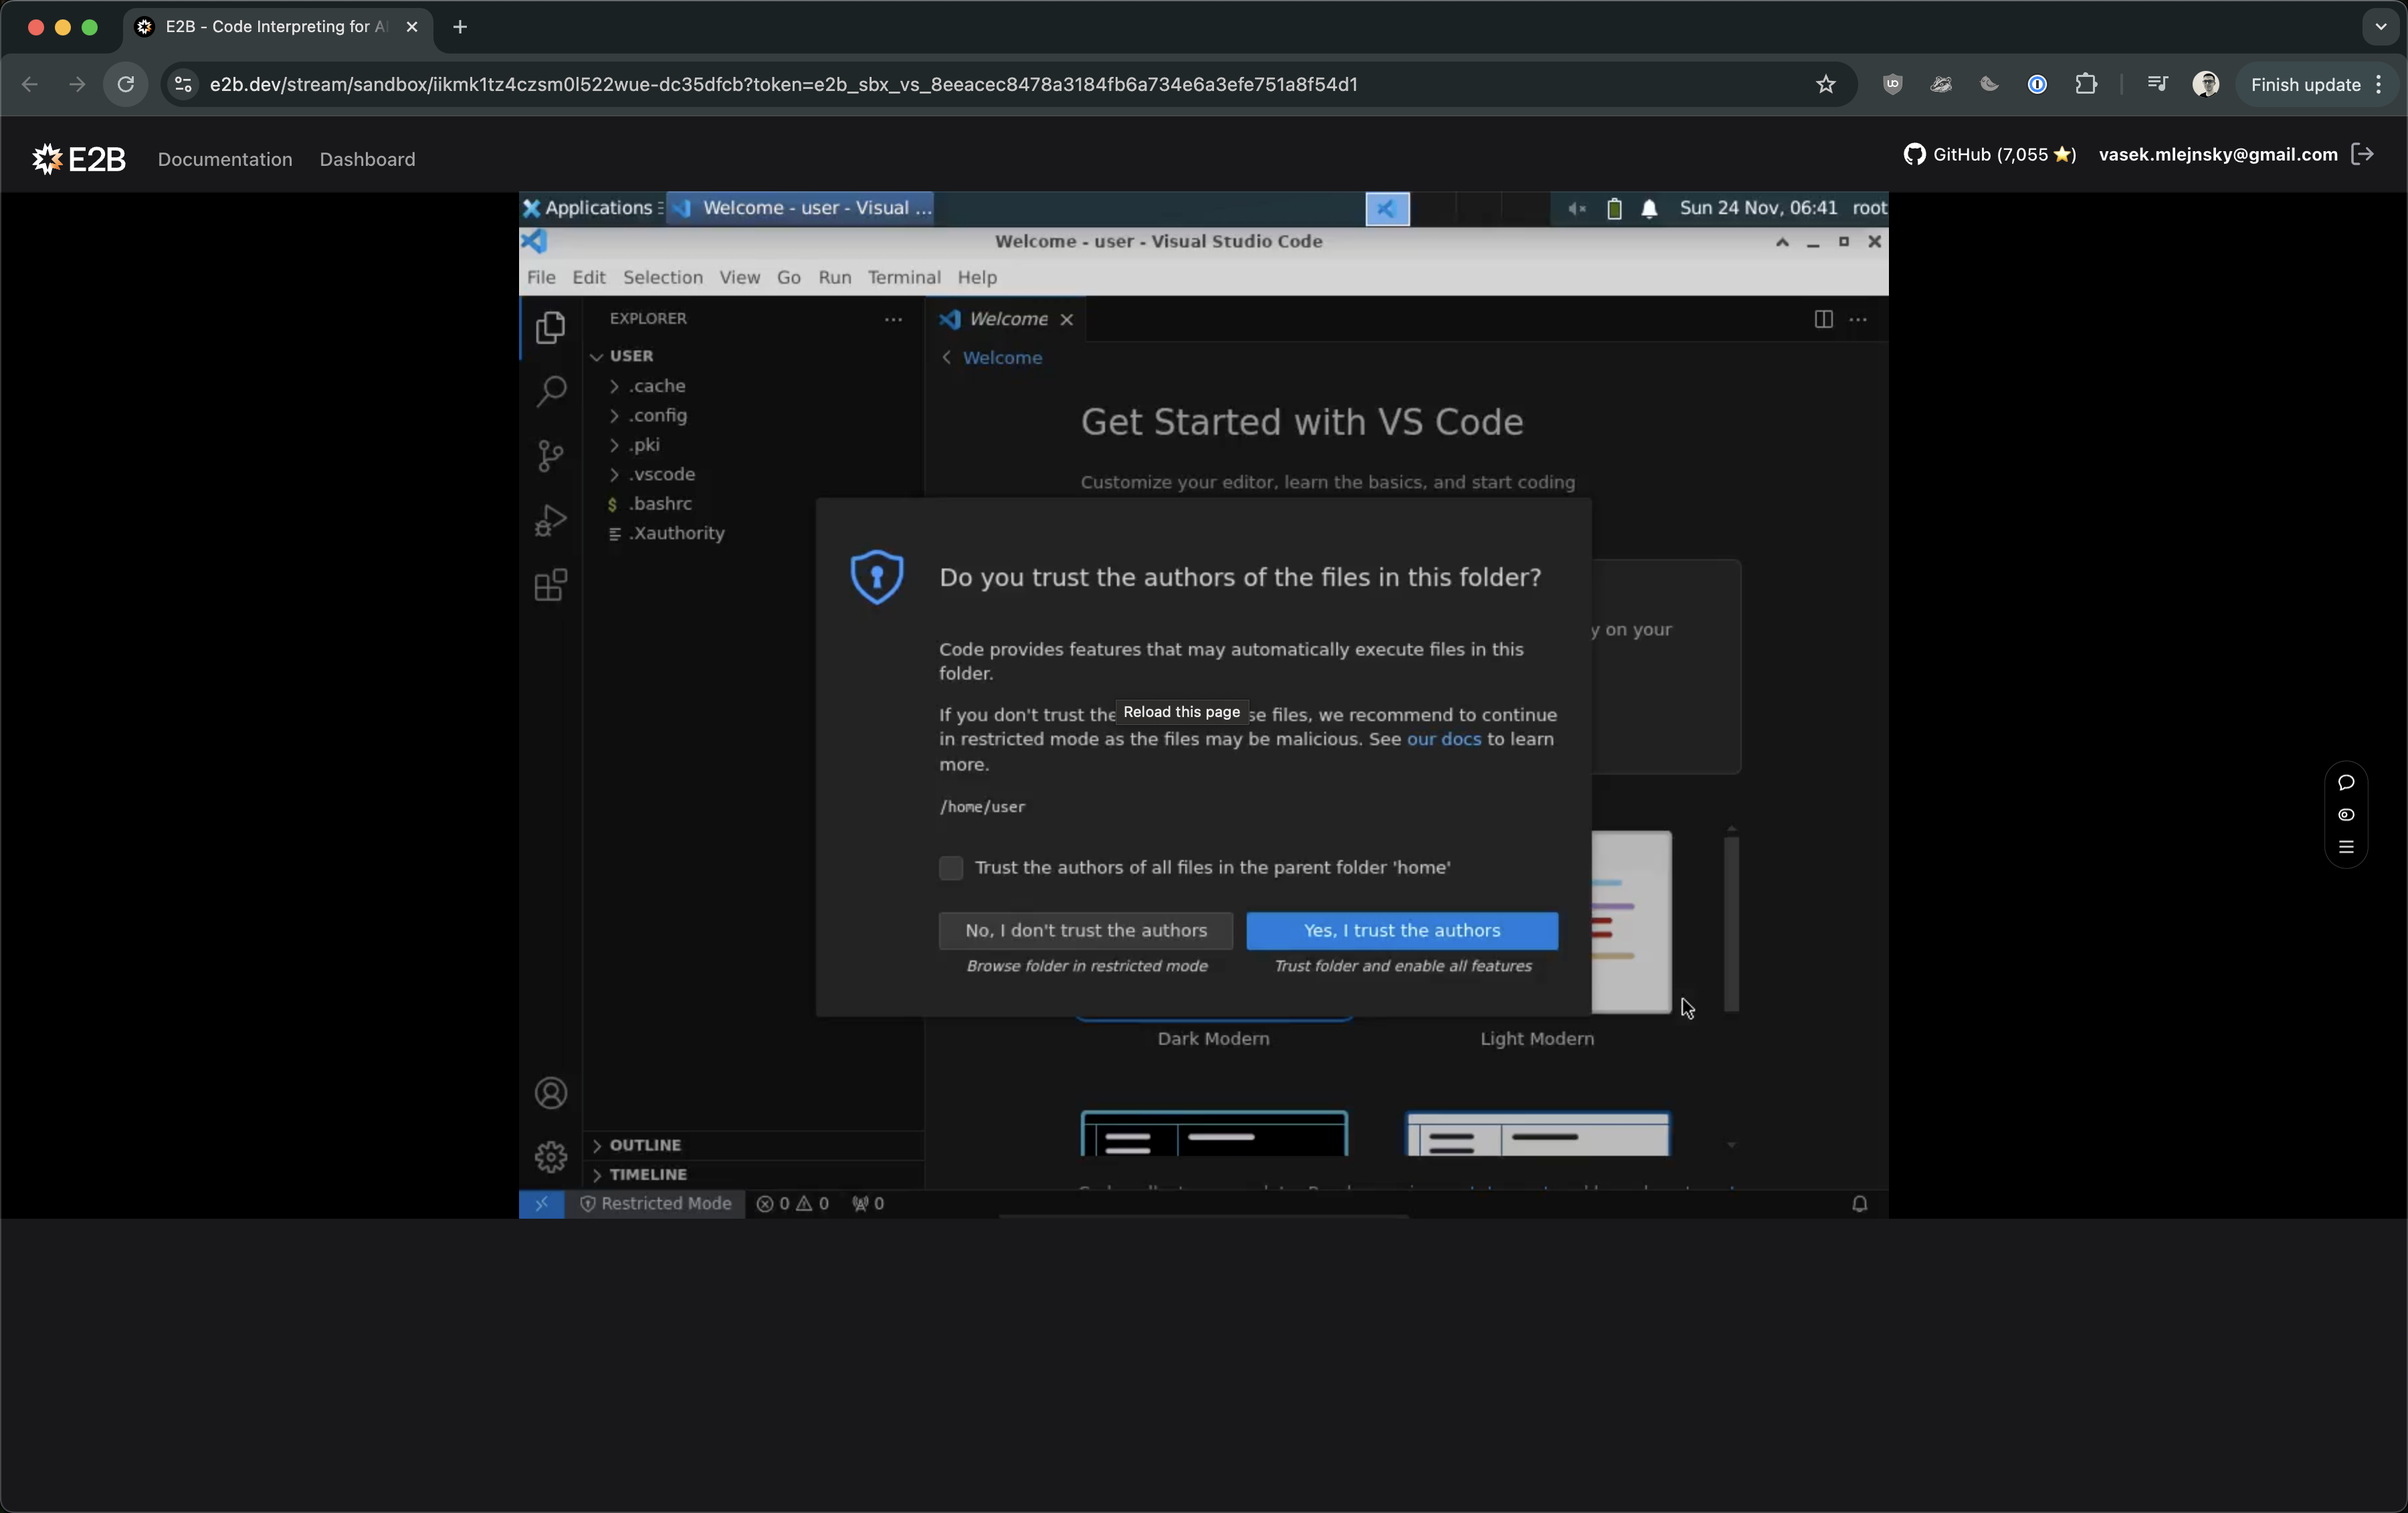 E2B - Code Interpreting for AI
e2b.dev/stream/sandbox/iikmk1tz4czsm0l522wue-dc35dfcb?token=e2b_sbx_vs_8eeacec8478a3184fb6a734e6a3efe751a8f54d1
Finish update
E2B Documentation Dashboard
GitHub (7,055 ⭐) vasek.mlejnsky@gmail.com
Applications Welcome - user - Visual ... Sun 24 Nov, 06:41 root
Welcome - user - Visual Studio Code
File Edit Selection View Go Run Terminal Help
EXPLORER
USER
.cache
.config
.pki
.vscode
$ .bashrc
.Xauthority
OUTLINE
TIMELINE
Welcome
Welcome
Get Started with VS Code
Customize your editor, learn the basics, and start coding
y on your
Do you trust the authors of the files in this folder?
Code provides features that may automatically execute files in this
folder.
If you don't trust the Reload this page se files, we recommend to continue
in restricted mode as the files may be malicious. See our docs to learn
more.
/home/user
Trust the authors of all files in the parent folder 'home'
No, I don't trust the authors Yes, I trust the authors
Browse folder in restricted mode Trust folder and enable all features
Dark Modern Light Modern
Restricted Mode 0 0 0